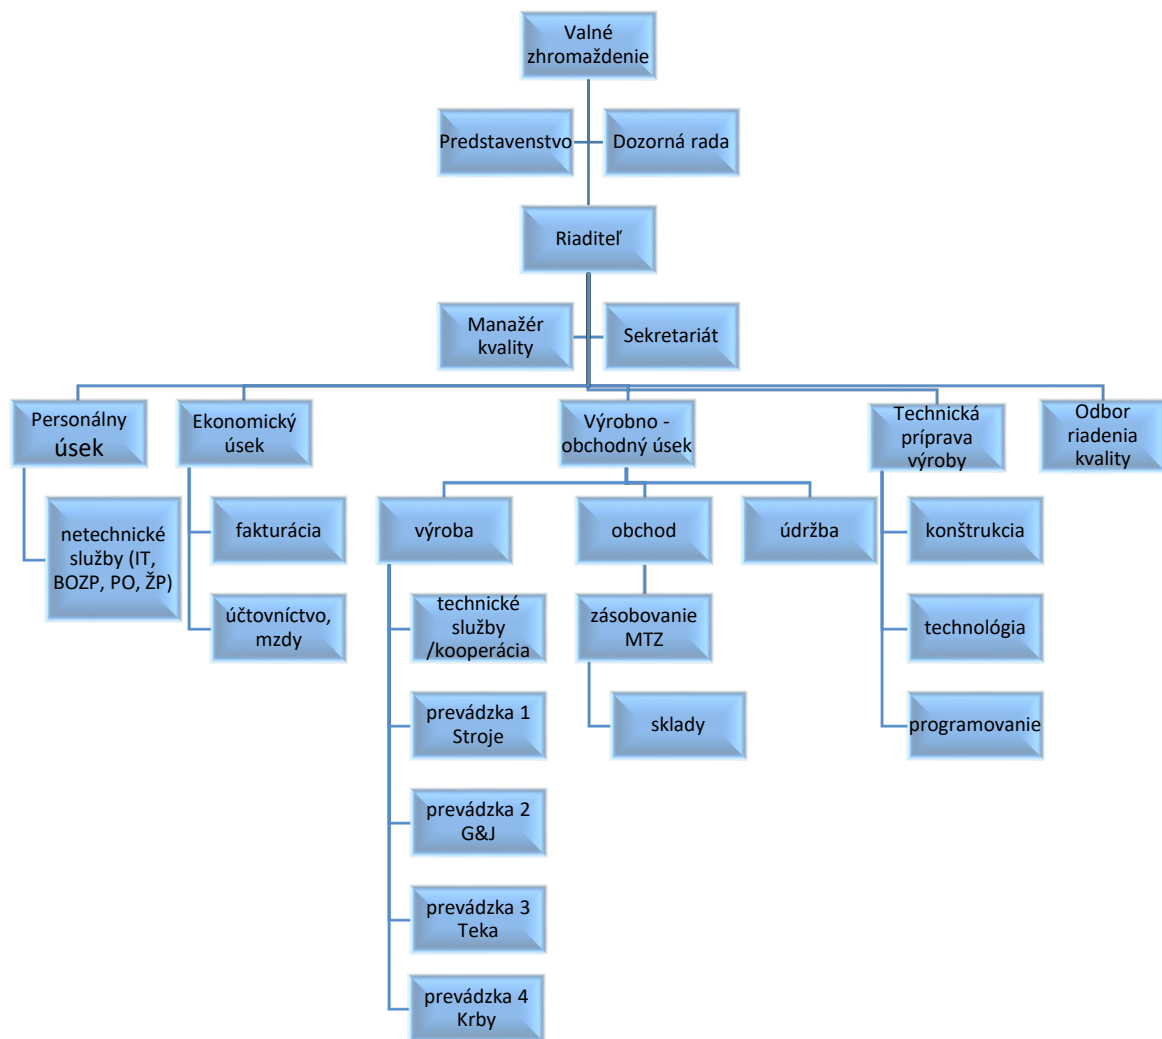 Valné
zhromaždenie
Predstavenstvo
Dozorná rada
Riaditeľ
Manažér
kvality
Sekretariát
Personálny
úsek
Ekonomický
úsek
Výrobno -
obchodný úsek
Technická
príprava
výroby
Odbor
riadenia
kvality
netechnické
služby (IT,
BOZP, PO, ŽP)
fakturácia
účtovníctvo,
mzdy
výroba
technické
služby
/kooperácia
prevádzka 1
Stroje
prevádzka 2
G&J
prevádzka 3
Teka
prevádzka 4
Krby
obchod
zásobovanie
MTZ
sklady
údržba
konštrukcia
technológia
programovanie